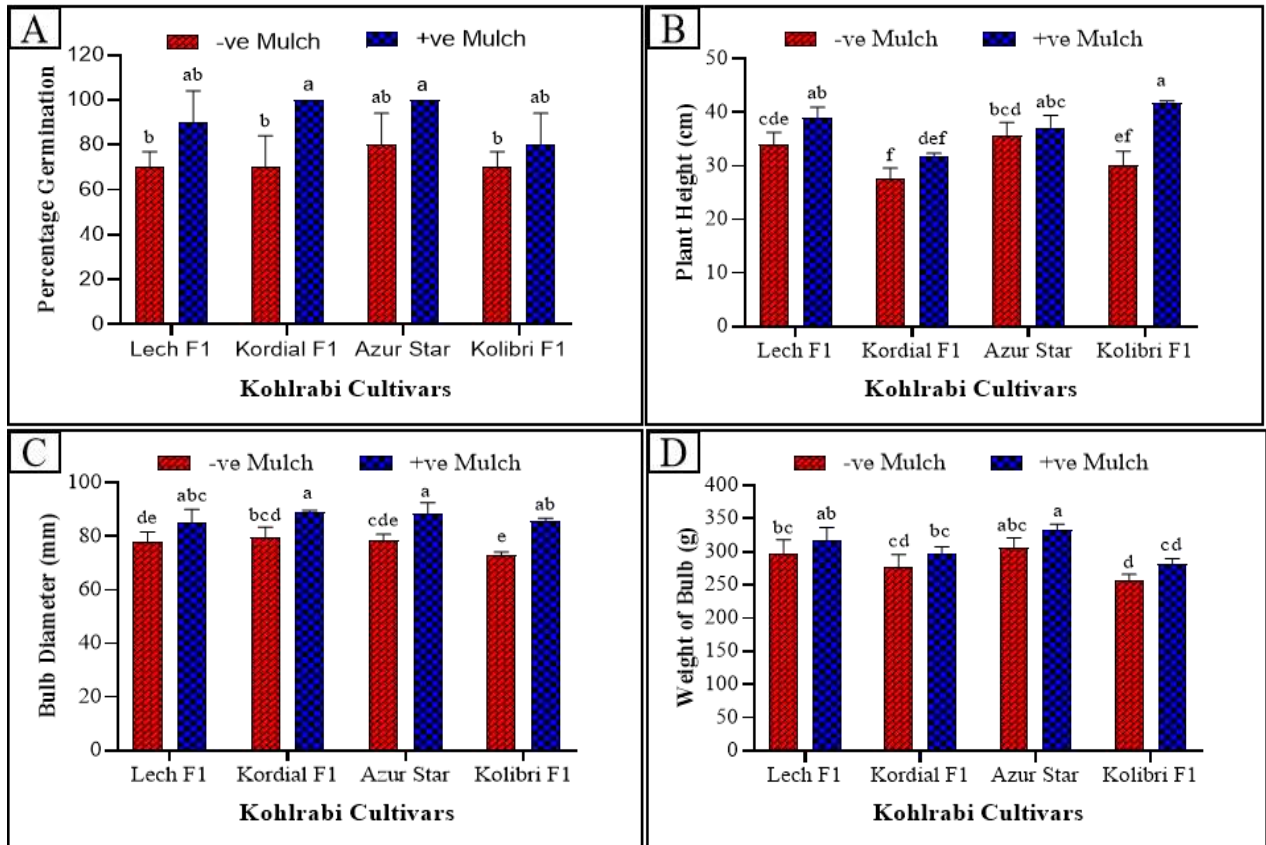 A
-ve Mulch +ve Mulch
Percentage Germination
120
100
80
60
40
20
0
b ab b a ab a b ab
Lech F1 Kordial F1 Azur Star Kolibri F1
Kohlrabi Cultivars
B
-ve Mulch +ve Mulch
Plant Height (cm)
50
40
30
20
10
0
cde ab f def bcd abc ef a
Lech F1 Kordial F1 Azur Star Kolibri F1
Kohlrabi Cultivars
C
-ve Mulch +ve Mulch
Bulb Diameter (mm)
100
80
60
40
20
0
de abc bcd a cde a e ab
Lech F1 Kordial F1 Azur Star Kolibri F1
Kohlrabi Cultivars
D
-ve Mulch +ve Mulch
Weight of Bulb (g)
400
350
300
250
200
150
100
50
0
bc ab cd bc abc a d cd
Lech F1 Kordial F1 Azur Star Kolibri F1
Kohlrabi Cultivars